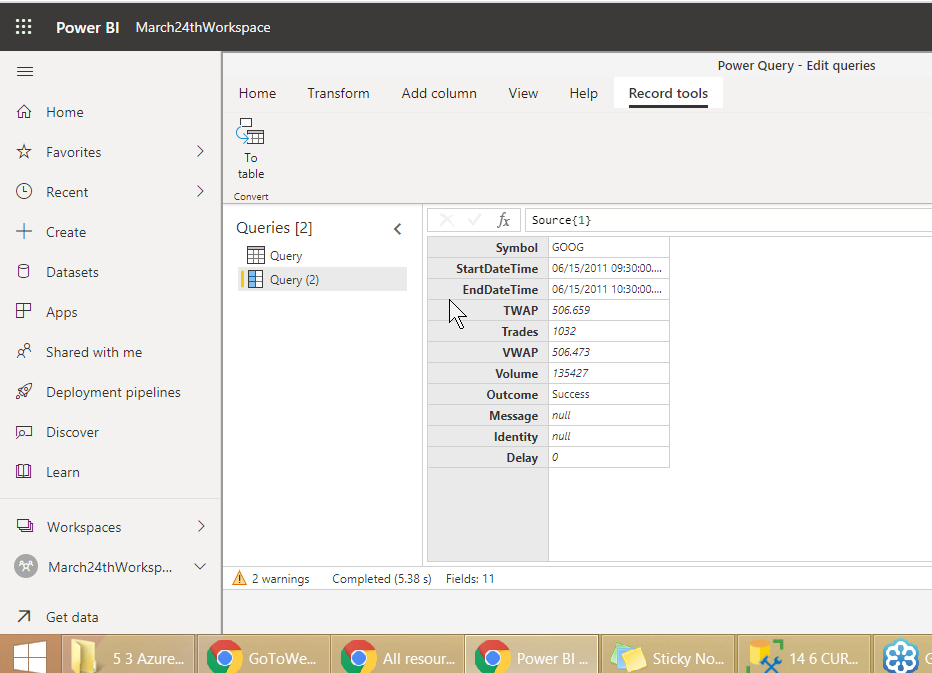 Power BI March24thWorkspace
Power Query - Edit queries
Home Transform Add column View Help Record tools
To
table
Convert
Home
Favorites
Recent
Create
Datasets
Apps
Shared with me
Deployment pipelines
Discover
Learn
Workspaces
March24thWorksp...
Get data
Queries [2]
Query
Query (2)
fx Source{1}
Symbol GOOG
StartDateTime 06/15/2011 09:30:00....
EndDateTime 06/15/2011 10:30:00....
TWAP 506.659
Trades 1032
VWAP 506.473
Volume 135427
Outcome Success
Message null
Identity null
Delay 0
2 warnings Completed (5.38 s) Fields: 11
5 3 Azure... GoToWe... All resour... Power BI ... Sticky No... 14 6 CUR... G